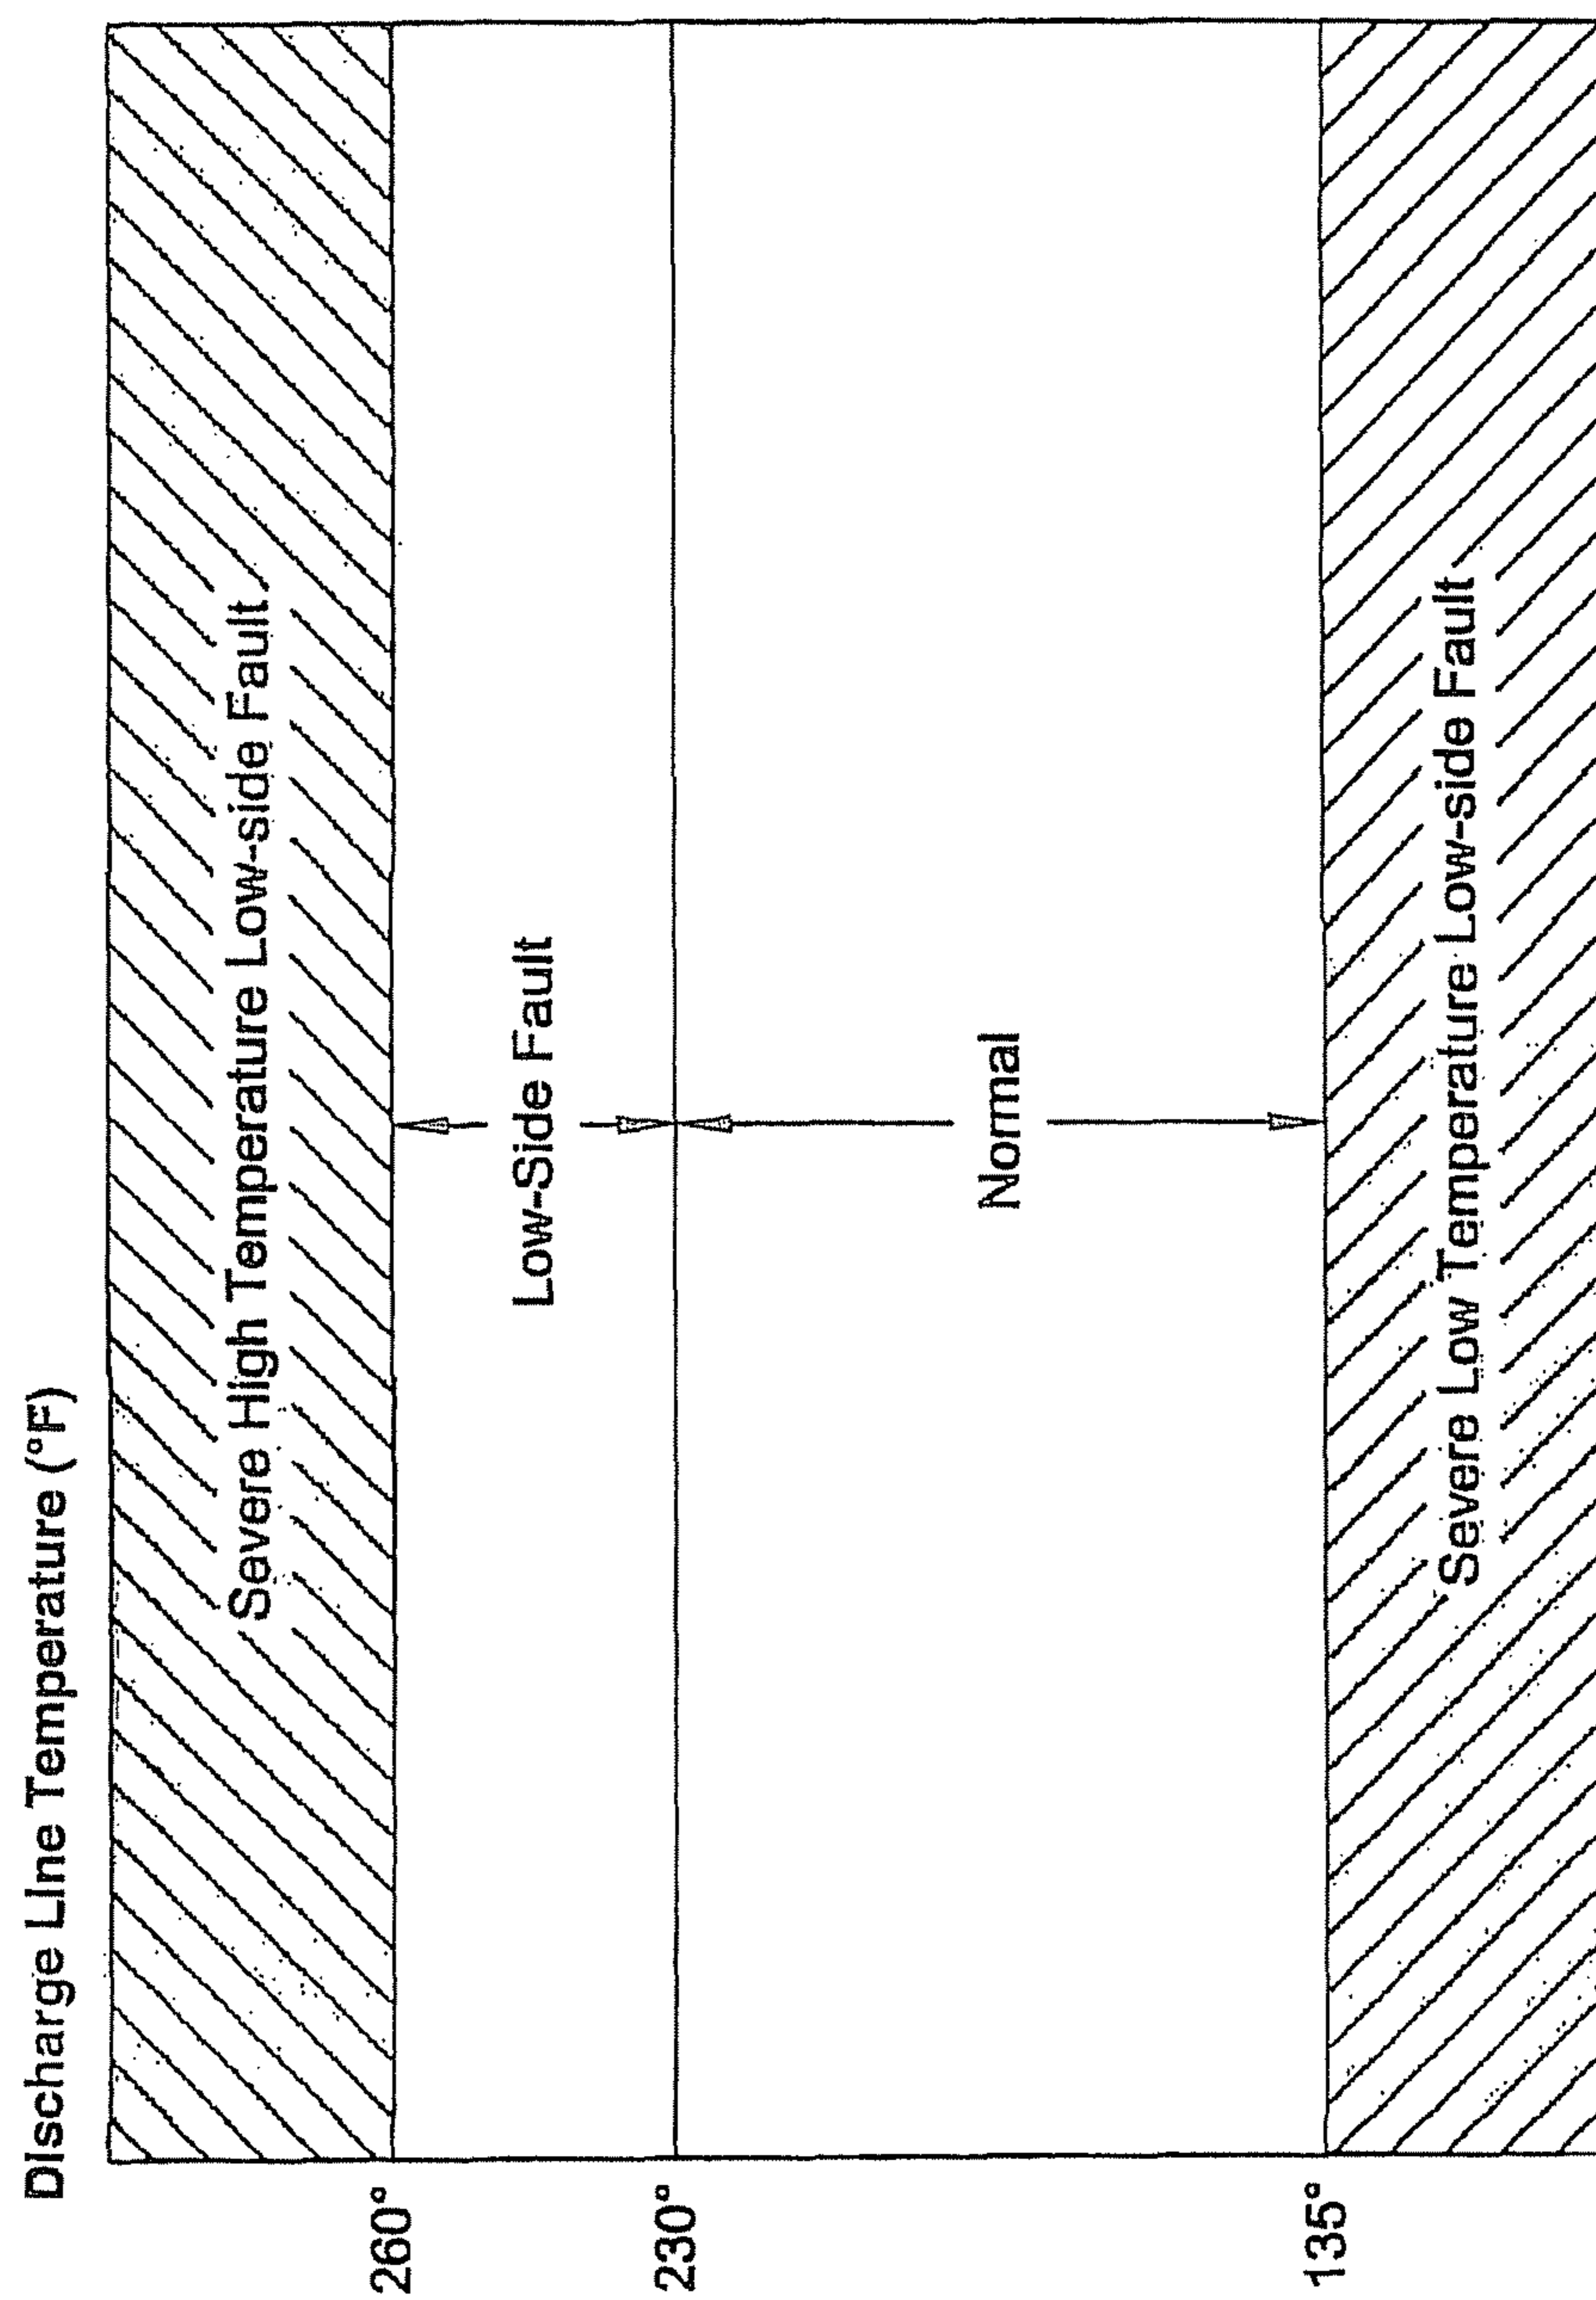 Discharge Line Temperature (°F)
Severe High Temperature Low-side Fault
260°
Low-Side Fault
230°
Normal
135°
Severe Low Temperature Low-side Fault